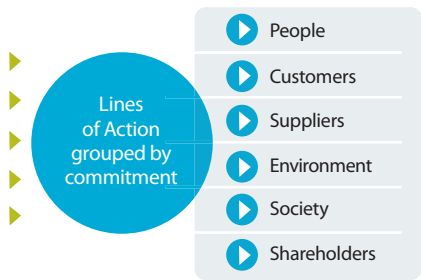 Lines
of Action
grouped by
commitment
People
Customers
Suppliers
Environment
Society
Shareholders